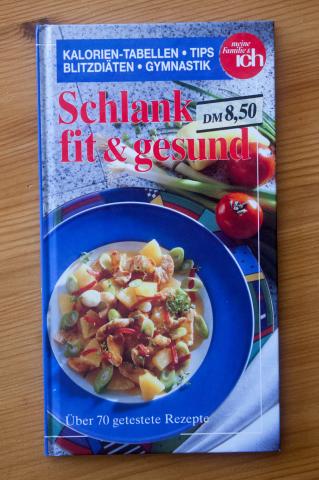 KALORIEN-TABELLEN • TIPS
BLITZDIÄTEN • GYMNASTIK
meine
Familie &
ich
Schlank
DM 8,50
fit & gesund
Über 70 getestete Rezepte